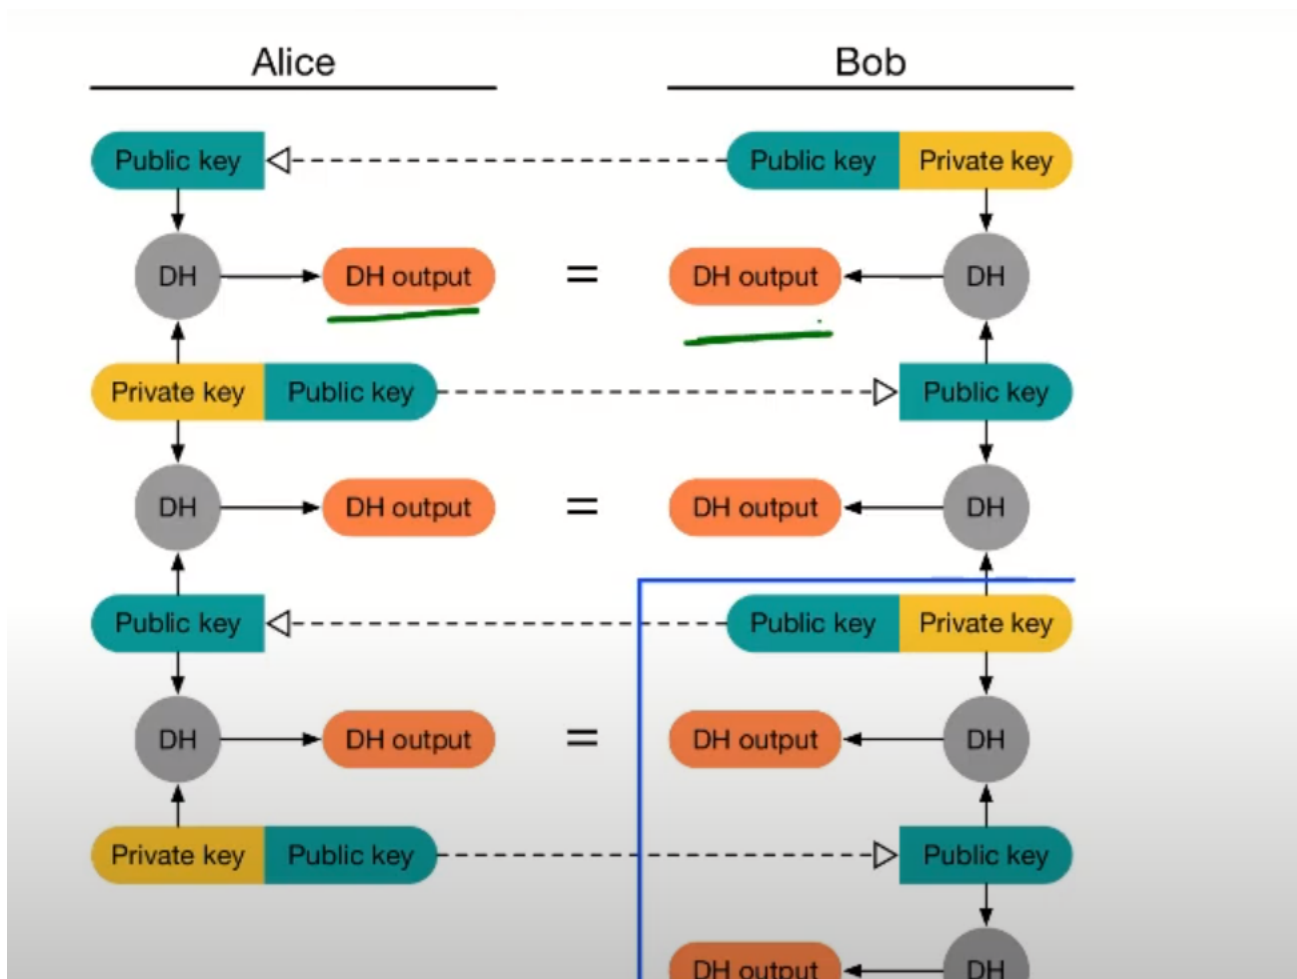 Alice Bob
Public key Public key Private key
DH DH output = DH output DH
Private key Public key Public key
DH DH output = DH output DH
Public key Public key Private key
DH DH output = DH output DH
Private key Public key Public key
DH output DH